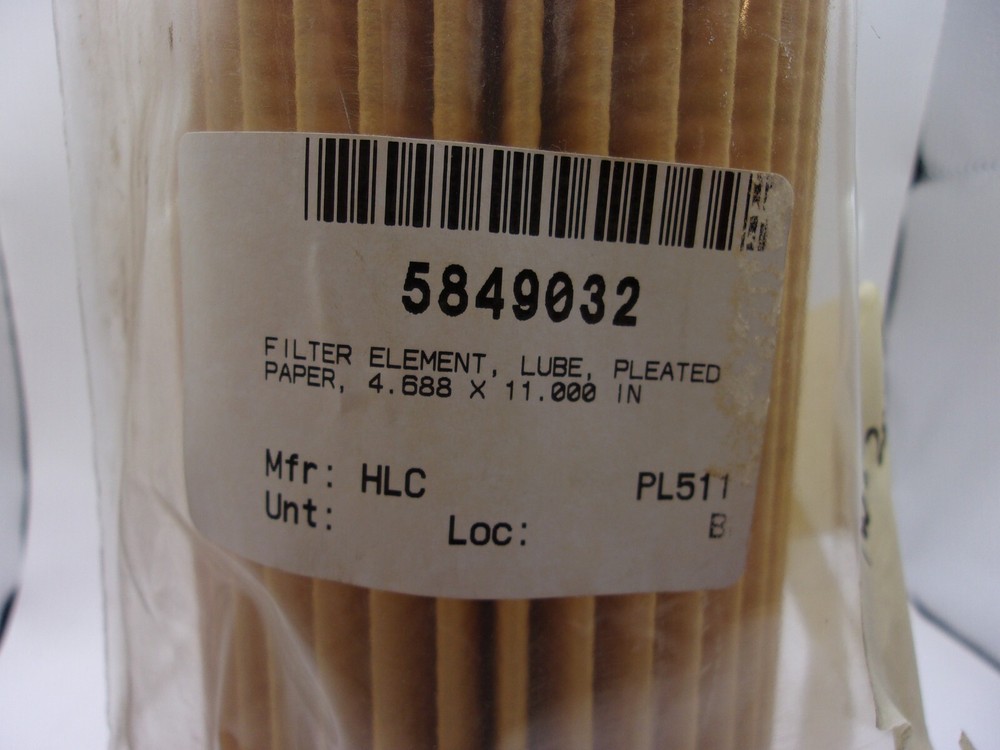 5849032
FILTER ELEMENT, LUBE, PLEATED
PAPER, 4.688 X 11.000 IN
Mfr: HLC PL511
Unt: Loc: B